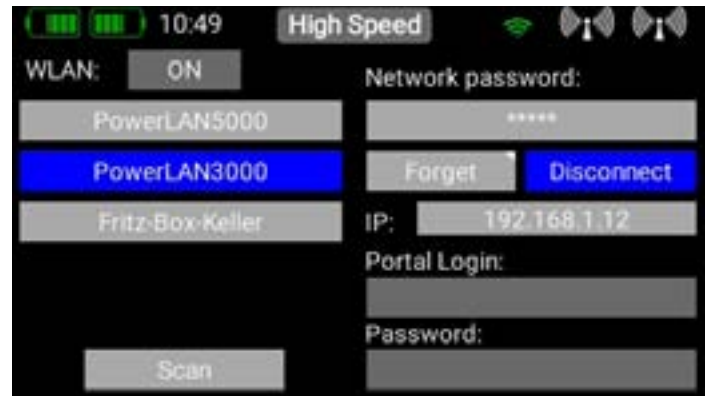 10:49 High Speed
WLAN: ON
PowerLAN5000
PowerLAN3000
Fritz-Box-Keller
Scan
Network password:
*****
Forget Disconnect
IP: 192.168.1.12
Portal Login:
Password: